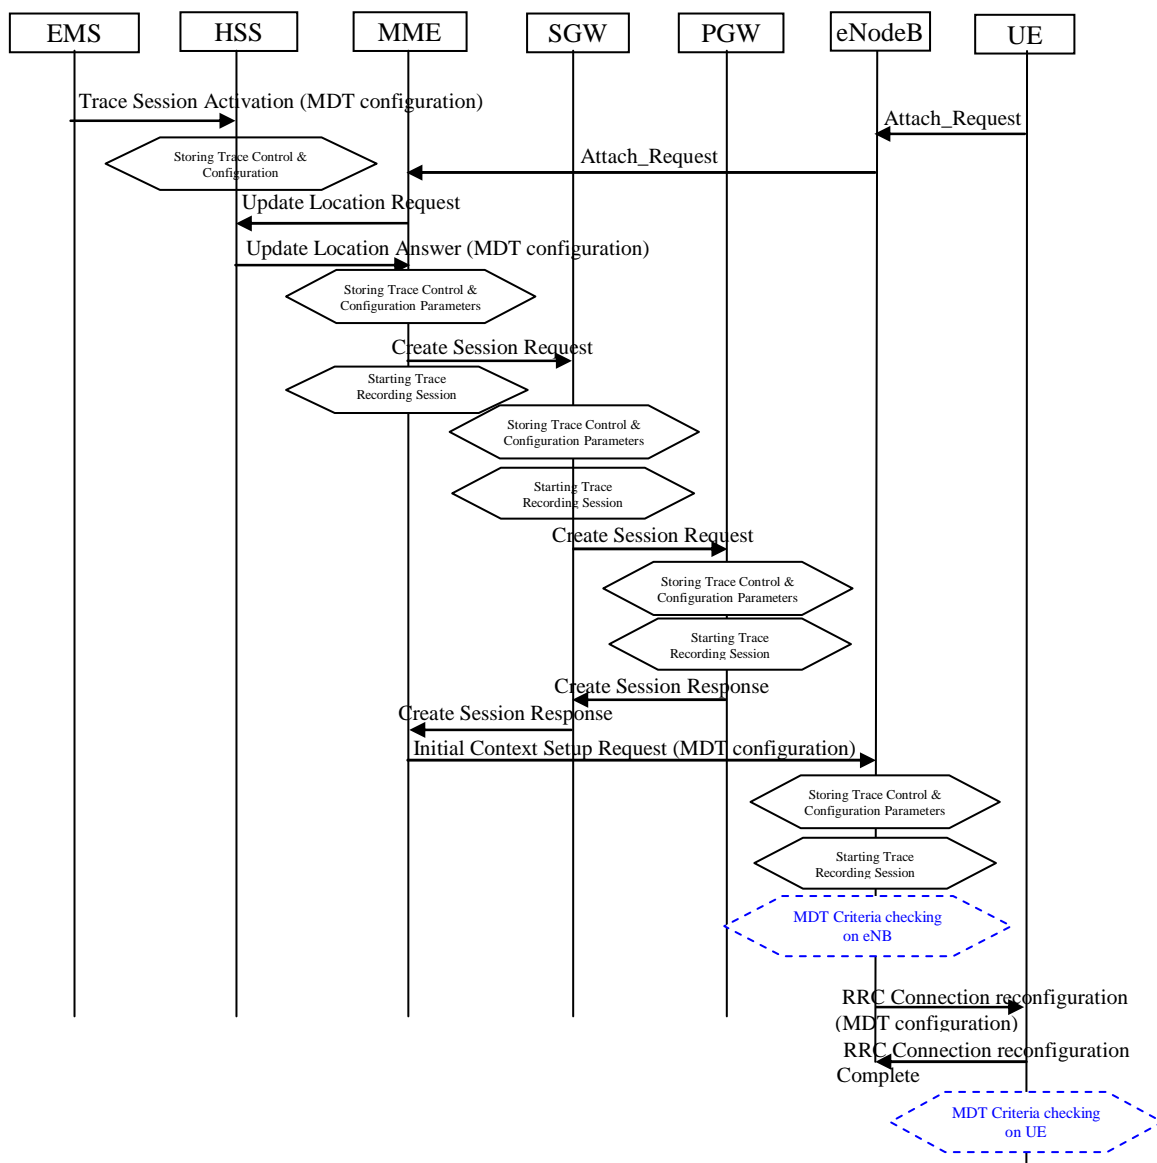 EMS
HSS
MME
SGW
PGW
eNodeB
UE
Trace Session Activation (MDT configuration)
Attach_Request
Storing Trace Control &
Configuration
Attach_Request
Update Location Request
Update Location Answer (MDT configuration)
Storing Trace Control &
Configuration Parameters
Create Session Request
Starting Trace
Recording Session
Storing Trace Control &
Configuration Parameters
Starting Trace
Recording Session
Create Session Request
Storing Trace Control &
Configuration Parameters
Starting Trace
Recording Session
Create Session Response
Create Session Response
Initial Context Setup Request (MDT configuration)
Storing Trace Control &
Configuration Parameters
Starting Trace
Recording Session
MDT Criteria checking
on eNB
RRC Connection reconfiguration
(MDT configuration)
RRC Connection reconfiguration
Complete
MDT Criteria checking
on UE